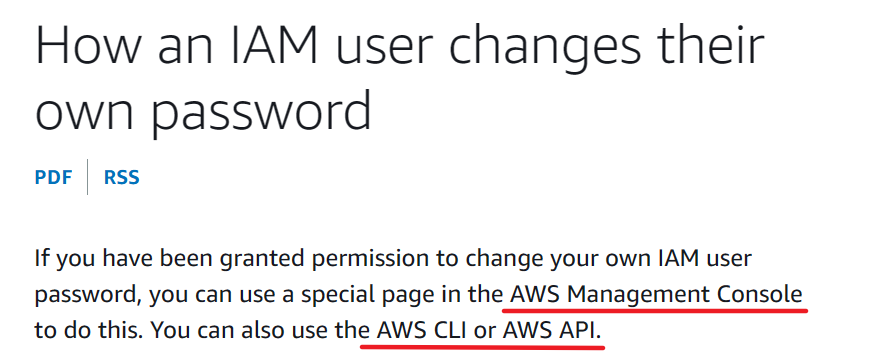 How an IAM user changes their
own password
PDF RSS
If you have been granted permission to change your own IAM user
password, you can use a special page in the AWS Management Console
to do this. You can also use the AWS CLI or AWS API.